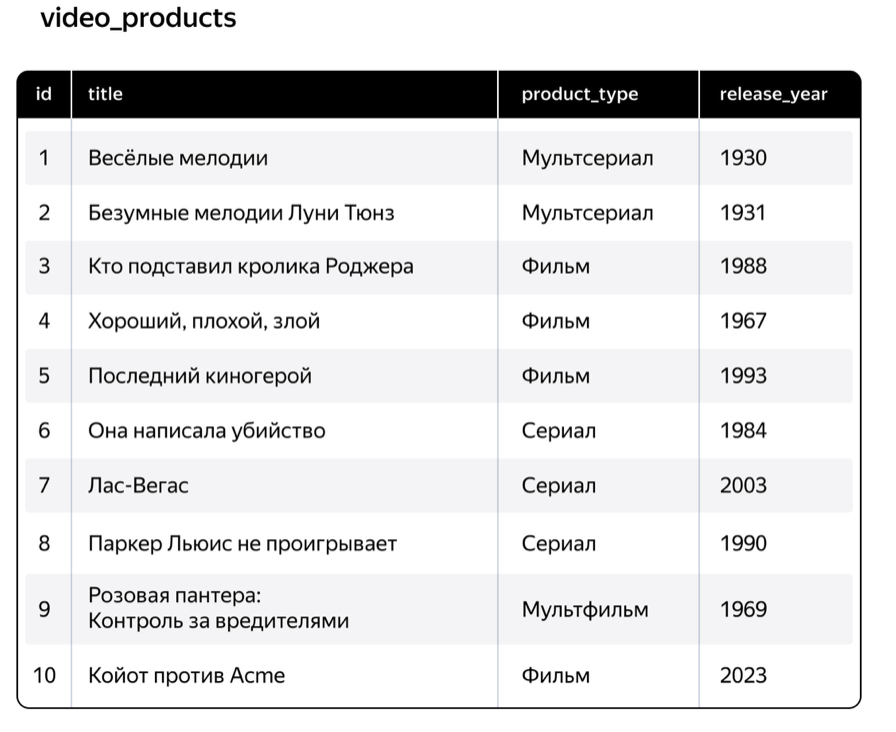 video_products
id title product_type release_year
1 Весёлые мелодии Мультсериал 1930
2 Безумные мелодии Луни Тюнз Мультсериал 1931
3 Кто подставил кролика Роджера Фильм 1988
4 Хороший, плохой, злой Фильм 1967
5 Последний киногерой Фильм 1993
6 Она написала убийство Сериал 1984
7 Лас-Вегас Сериал 2003
8 Паркер Льюис не проигрывает Сериал 1990
9 Розовая пантера:
Контроль за вредителями Мультфильм 1969
10 Койот против Acme Фильм 2023